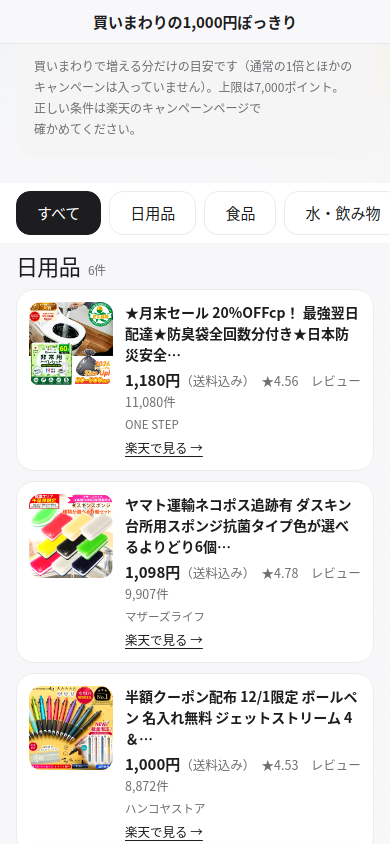 買いまわりの1,000円ぽっきり
買いまわりで増える分だけの目安です（通常の1倍とほかの
キャンペーンは入っていません）。上限は7,000ポイント。
正しい条件は楽天のキャンペーンページで
確かめてください。
すべて
日用品
食品
水・飲み物
日用品 6件
★月末セール 20%OFFcp！ 最強翌日
配達★防臭袋全回数分付き★日本防
災安全…
1,180円（送料込み） ★4.56 レビュー
11,080件
ONE STEP
楽天で見る →
ヤマト運輸ネコポス追跡有 ダスキン
台所用スポンジ抗菌タイプ色が選べ
るよりどり6個…
1,098円（送料込み） ★4.78 レビュー
9,907件
マザーズライフ
楽天で見る →
半額クーポン配布 12/1限定 ボールペ
ン 名入れ無料 ジェットストリーム 4
＆…
1,000円（送料込み） ★4.53 レビュー
8,872件
ハンコヤストア
楽天で見る →